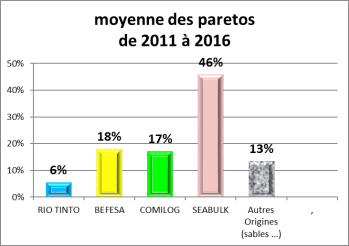 moyenne des paretos
de 2011 à 2016
50%
40%
30%
20%
10%
0%
6%
18%
17%
46%
13%
RIO TINTO
BEFESA
COMILOG
SEABULK
Autres
Origines
(sables ...)
,